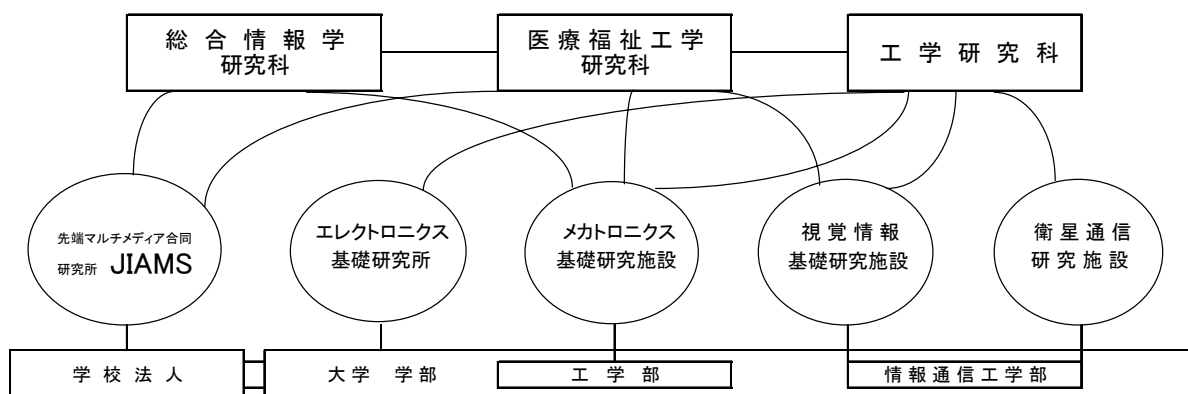 総合情報学
研究科
医療福祉工学
研究科
工学研究科
先端マルチメディア合同
研究所 JIAMS
エレクトロニクス
基礎研究所
メカトロニクス
基礎研究施設
視覚情報
基礎研究施設
衛星通信
研究施設
学校法人
大学 学部
工学部
情報通信工学部